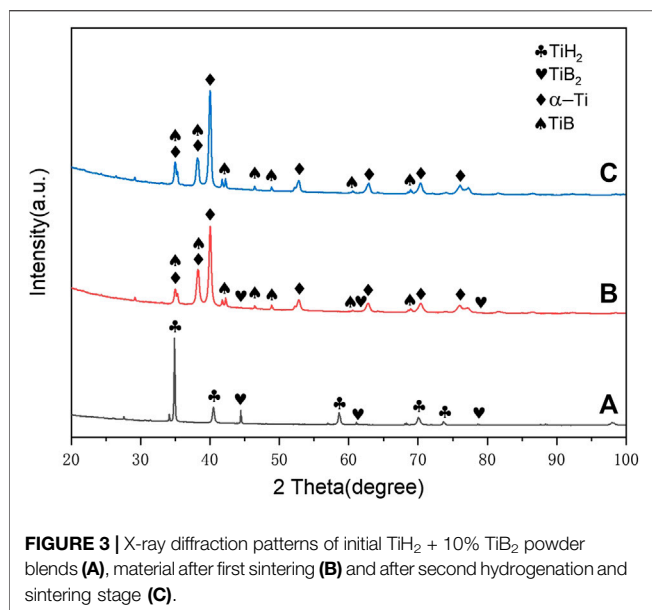 ♣TiH₂
♥TiB₂
♦α−Ti
♠TiB
C
B
A
Intensity(a.u.)
20 30 40 50 60 70 80 90 100
2 Theta(degree)
FIGURE 3 | X-ray diffraction patterns of initial TiH₂ + 10% TiB₂ powder
blends (A), material after first sintering (B) and after second hydrogenation and
sintering stage (C).